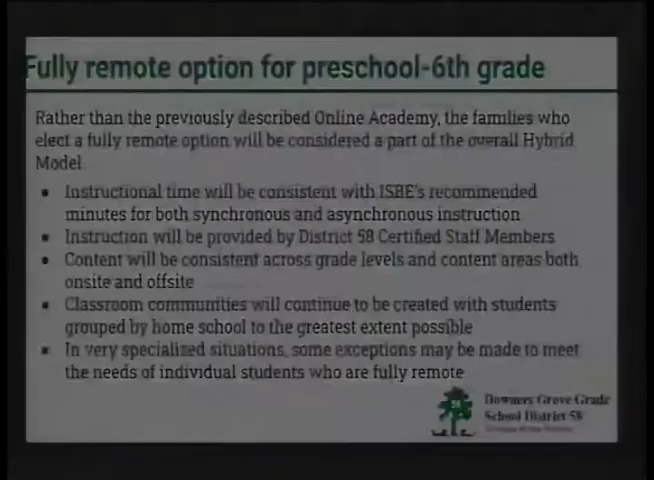 Fully remote option for preschool-6th grade
Rather than the previously described Online Academy, the families who
elect a fully remote option will be considered a part of the overall Hybrid
Model
• Instructional time will be consistent with ISBE's recommended
minutes for both synchronous and asynchronous instruction
• Instruction will be provided by District 58 Certified Staff Members
• Content will be consistent across grade levels and content areas both
onsite and offsite
• Classroom communities will continue to be created with students
grouped by home school to the greatest extent possible
• In very specialized situations, some exceptions may be made to meet
the needs of individual students who are fully remote
Downers Grove Grade
School District 58